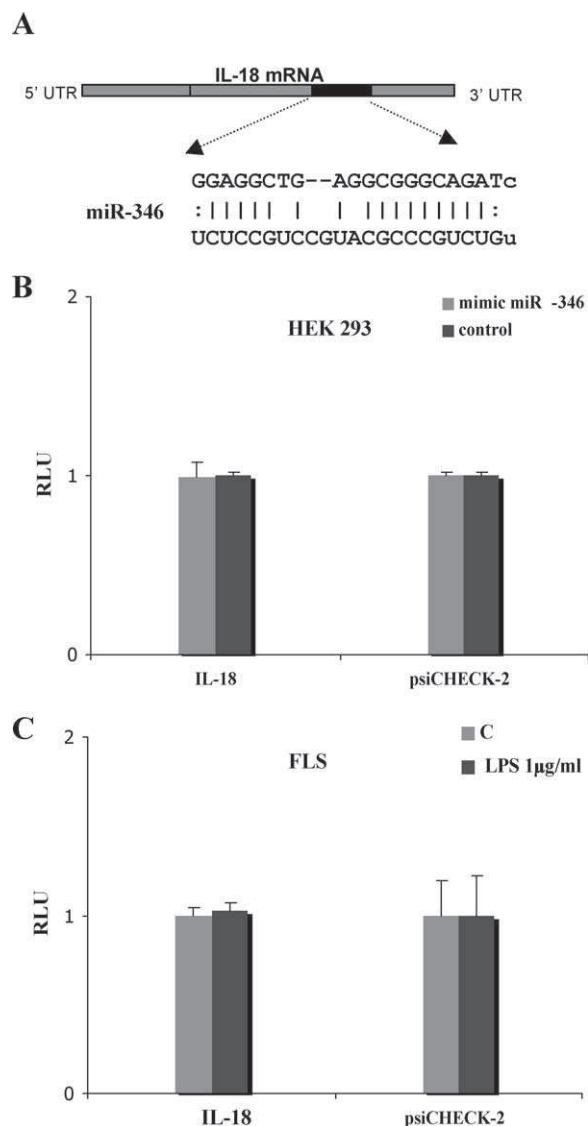 A
IL-18 mRNA
5' UTR
3' UTR
GGAGGCTG--AGGCGGGCAGATc
miR-346
: | | | | | | | | | | | | | | | | :
UCUCCGUCCGUACGCCCGUCUGu
B
2
mimic miR -346
control
HEK 293
1
RLU
0
IL-18
psiCHECK-2
C
2
C
LPS 1µg/ml
FLS
1
RLU
0
IL-18
psiCHECK-2